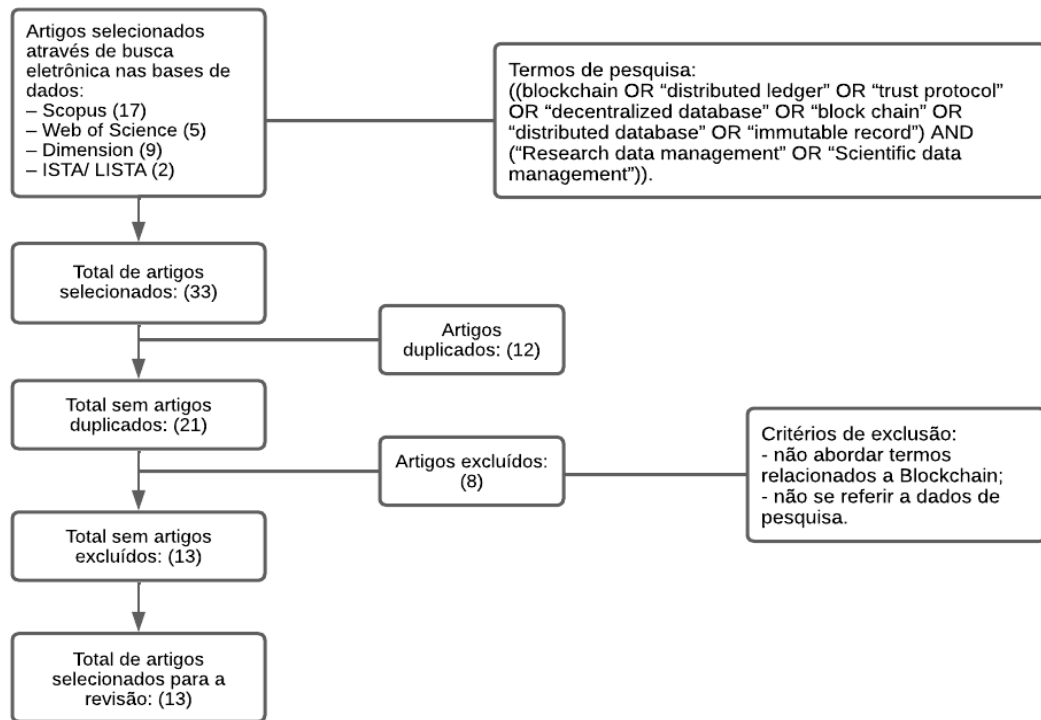 Artigos selecionados
através de busca
eletrônica nas bases de
dados:
– Scopus (17)
– Web of Science (5)
– Dimension (9)
– ISTA/ LISTA (2)
Termos de pesquisa:
((blockchain OR “distributed ledger” OR “trust protocol”
OR “decentralized database” OR “block chain” OR
“distributed database” OR “immutable record”) AND
(“Research data management” OR “Scientific data
management”)).
Total de artigos
selecionados: (33)
Artigos
duplicados: (12)
Total sem artigos
duplicados: (21)
Artigos excluídos:
(8)
Critérios de exclusão:
- não abordar termos
relacionados a Blockchain;
- não se referir a dados de
pesquisa.
Total sem artigos
excluídos: (13)
Total de artigos
selecionados para a
revisão: (13)